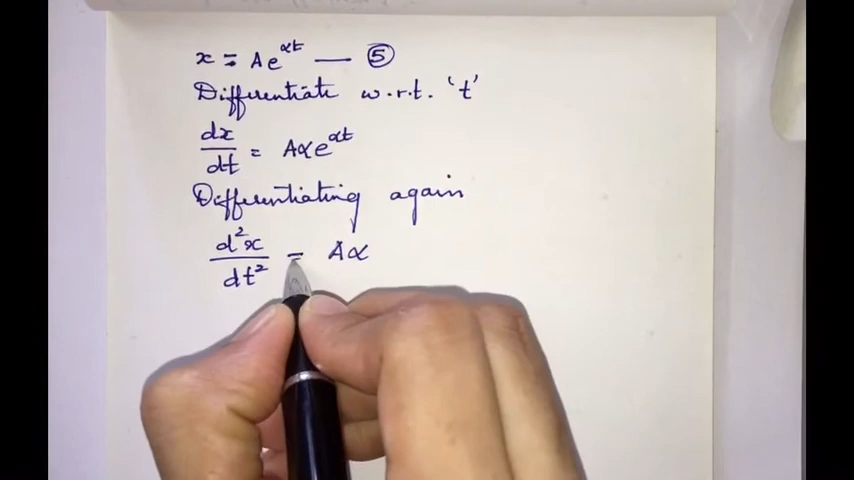 x = Ae^{αt} — ⑤
Differentiate w.r.t. 't'
dx/dt = Aαe^{αt}
Differentiating again
d²x/dt² = Aα